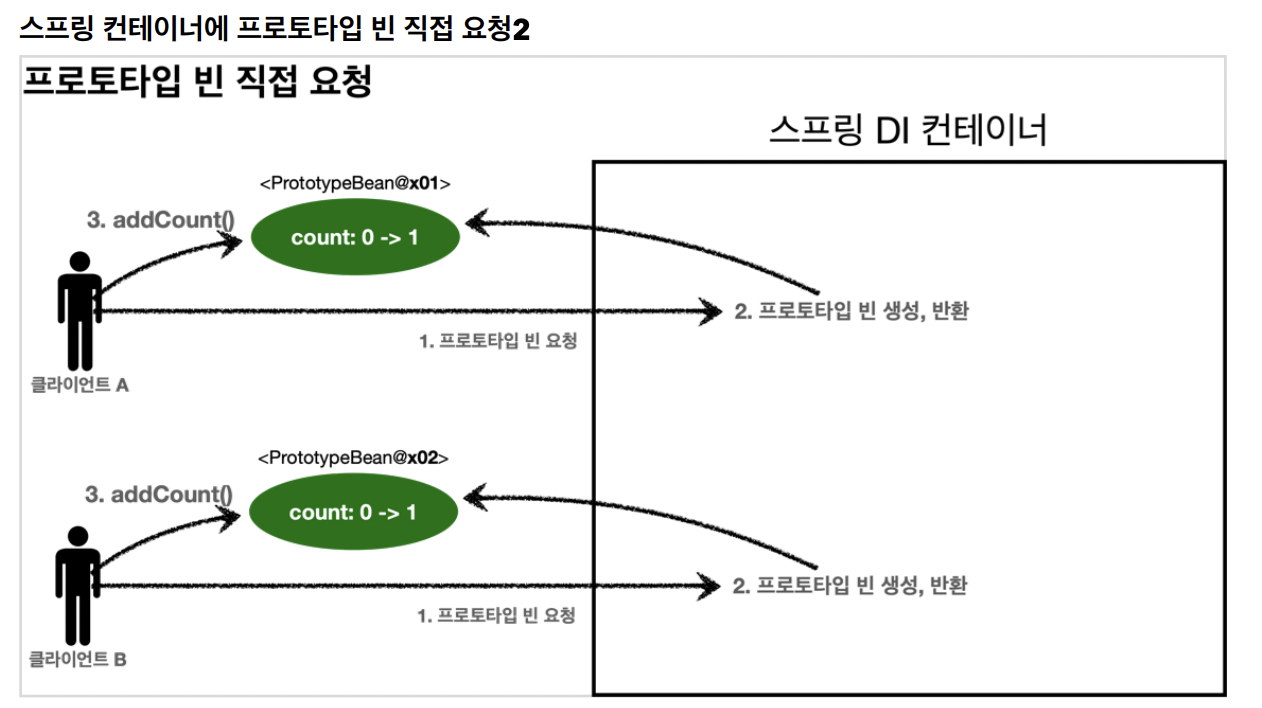 스프링 컨테이너에 프로토타입 빈 직접 요청2
프로토타입 빈 직접 요청
스프링 DI 컨테이너
<PrototypeBean@x01>
3. addCount()
count: 0 -> 1
2. 프로토타입 빈 생성, 반환
1. 프로토타입 빈 요청
클라이언트 A
<PrototypeBean@x02>
3. addCount()
count: 0 -> 1
2. 프로토타입 빈 생성, 반환
1. 프로토타입 빈 요청
클라이언트 B